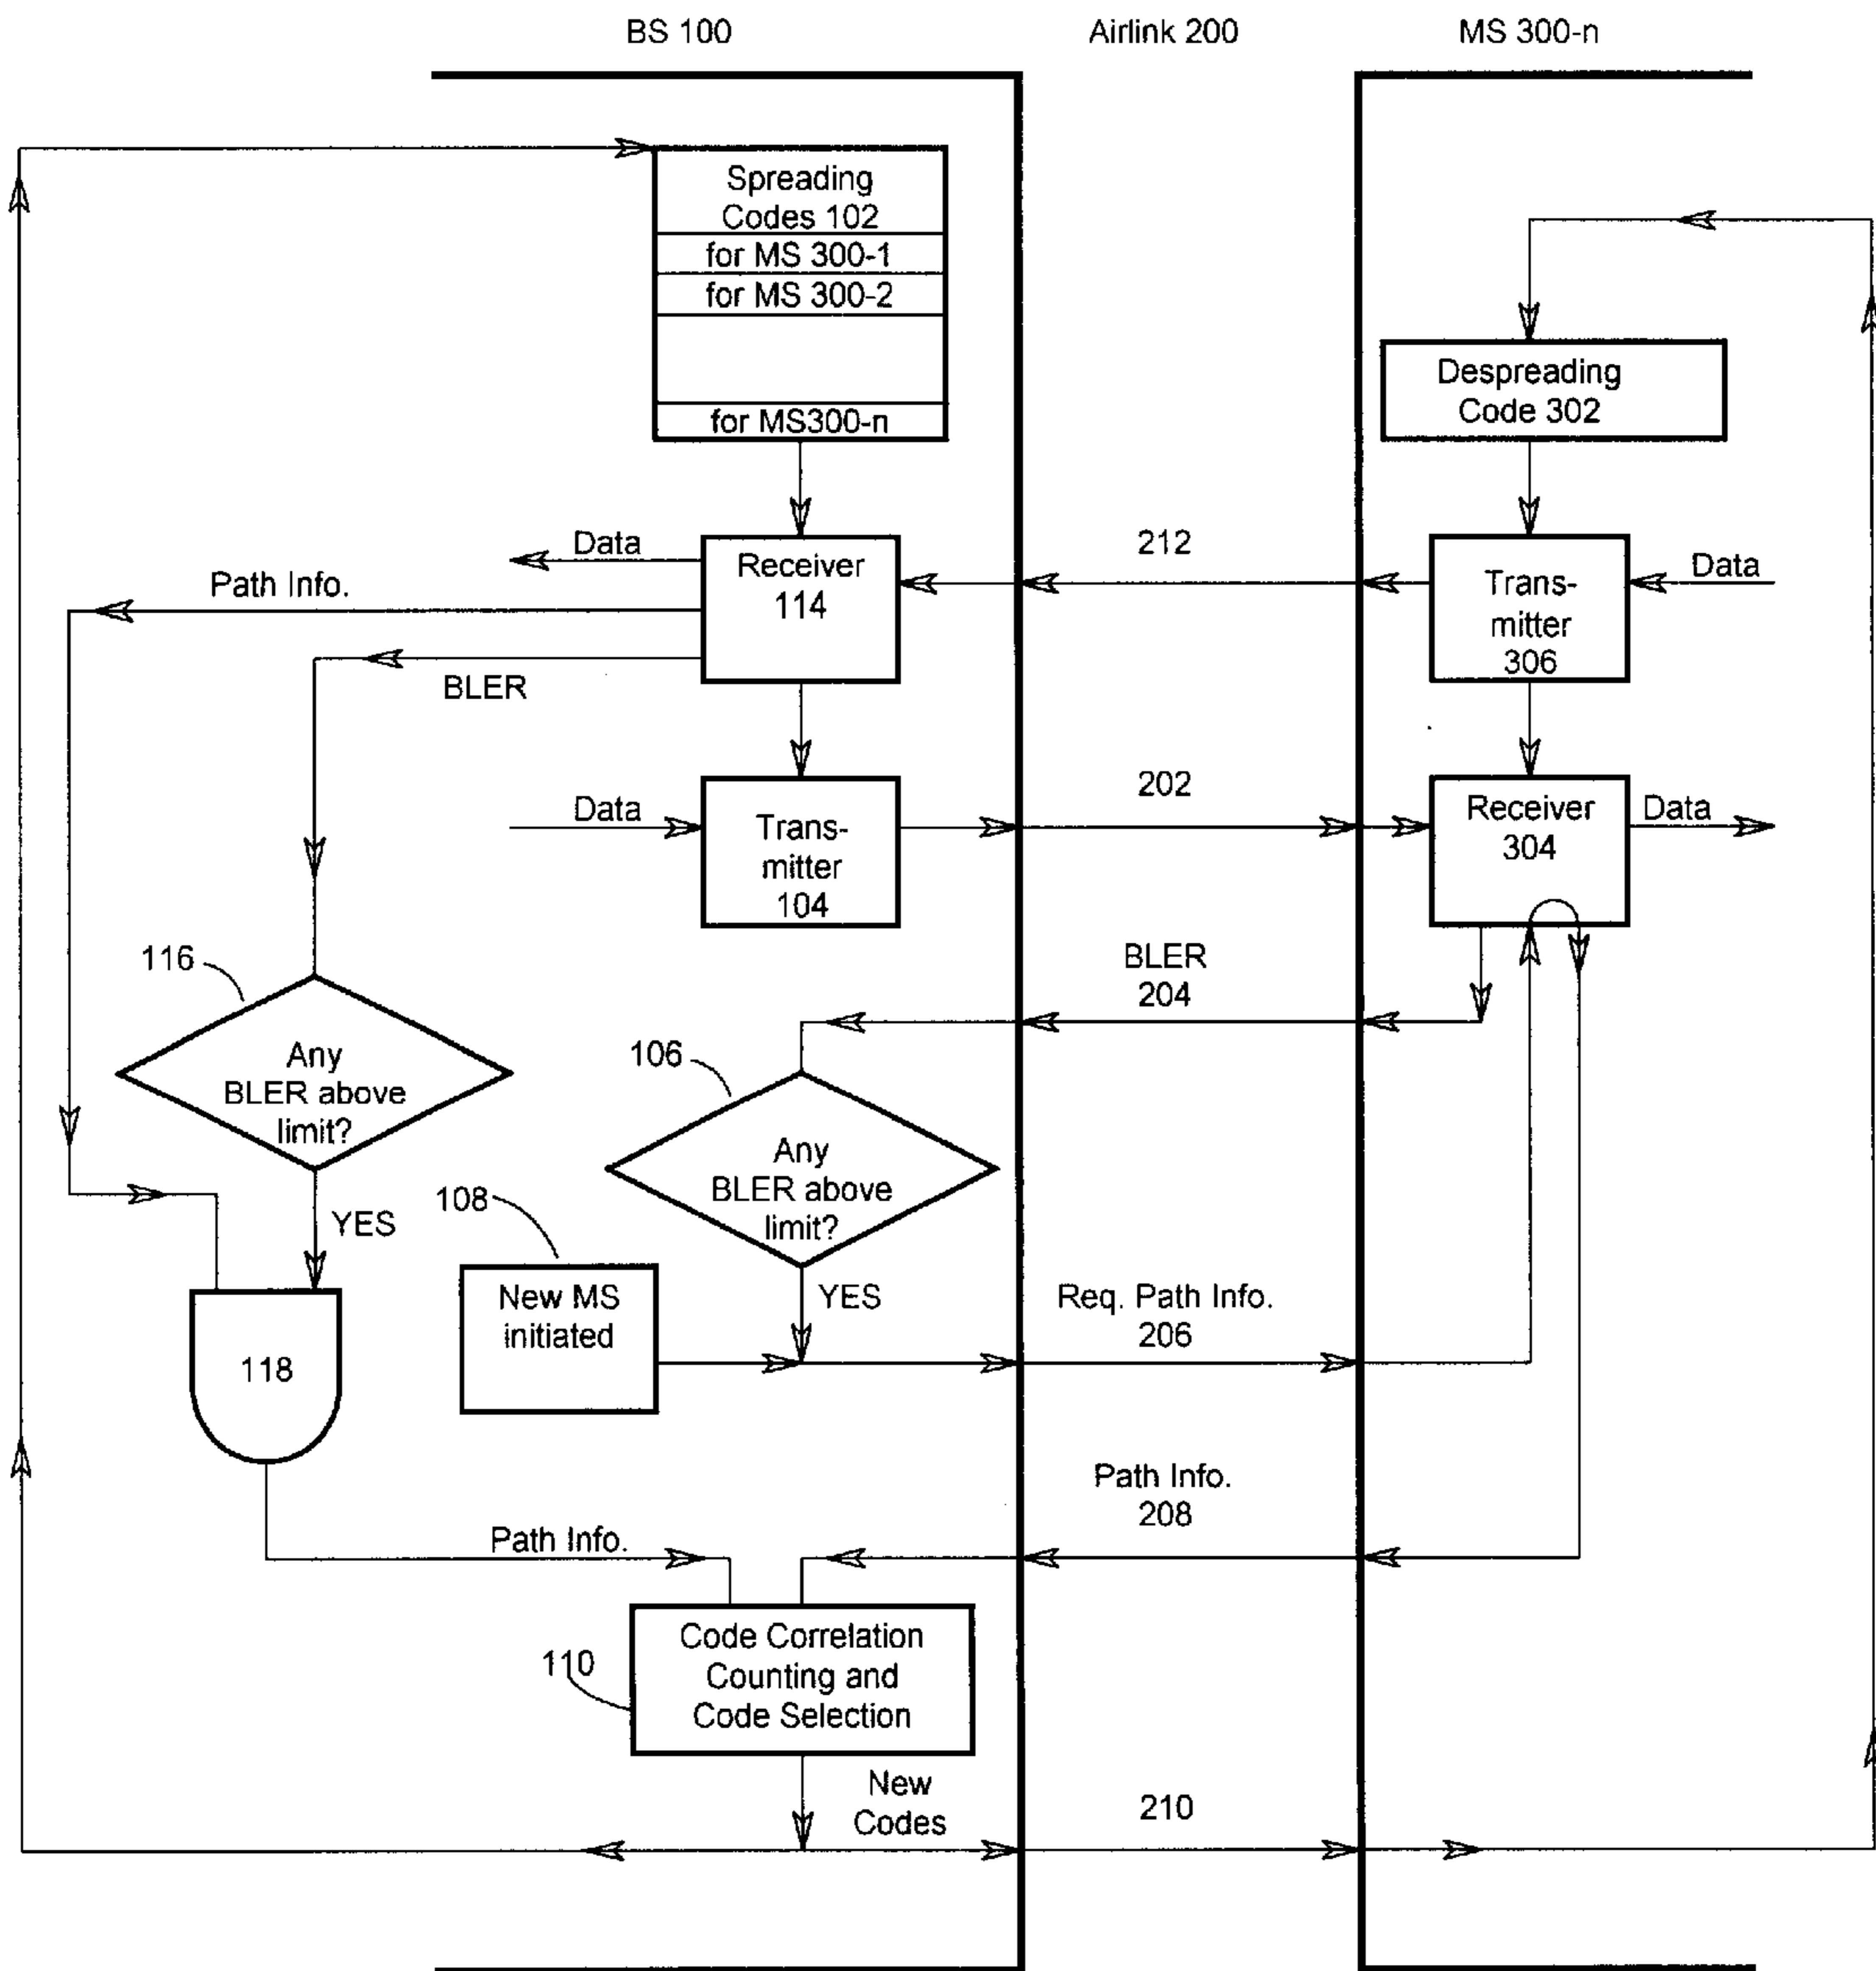 BS 100
Airlink 200
MS 300-n
Spreading
Codes 102
for MS 300-1
for MS 300-2
for MS300-n
Despreading
Code 302
Data
Path Info.
BLER
Receiver
114
212
Trans-
mitter
306
Data
Data
Trans-
mitter
104
202
Receiver
304
Data
BLER
204
116
Any
BLER above
limit?
YES
106
Any
BLER above
limit?
YES
108
New MS
initiated
Req. Path Info.
206
118
Path Info.
208
Path Info.
110
Code Correlation
Counting and
Code Selection
New
Codes
210